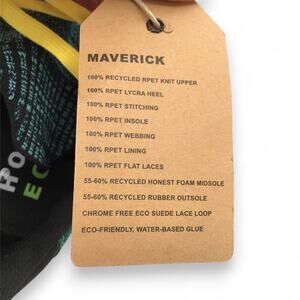 MAVERICK
100% RECYCLED RPET KNIT UPPER
100% RPET LYCRA HEEL
100% RPET STITCHING
100% RPET INSOLE
100% RPET WEBBING
100% RPET LINING
100% RPET FLAT LACES
55-60% RECYCLED HONEST FOAM MIDSOLE
55-60% RECYCLED RUBBER OUTSOLE
CHROME FREE ECO SUEDE LACE LOOP
ECO-FRIENDLY, WATER-BASED GLUE